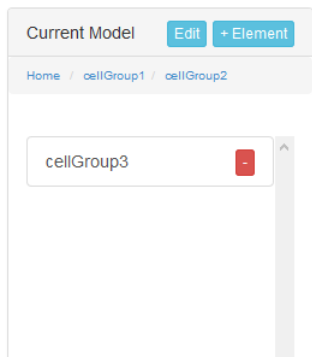 Current Model Edit + Element
Home / cellGroup1 / cellGroup2
cellGroup3 -